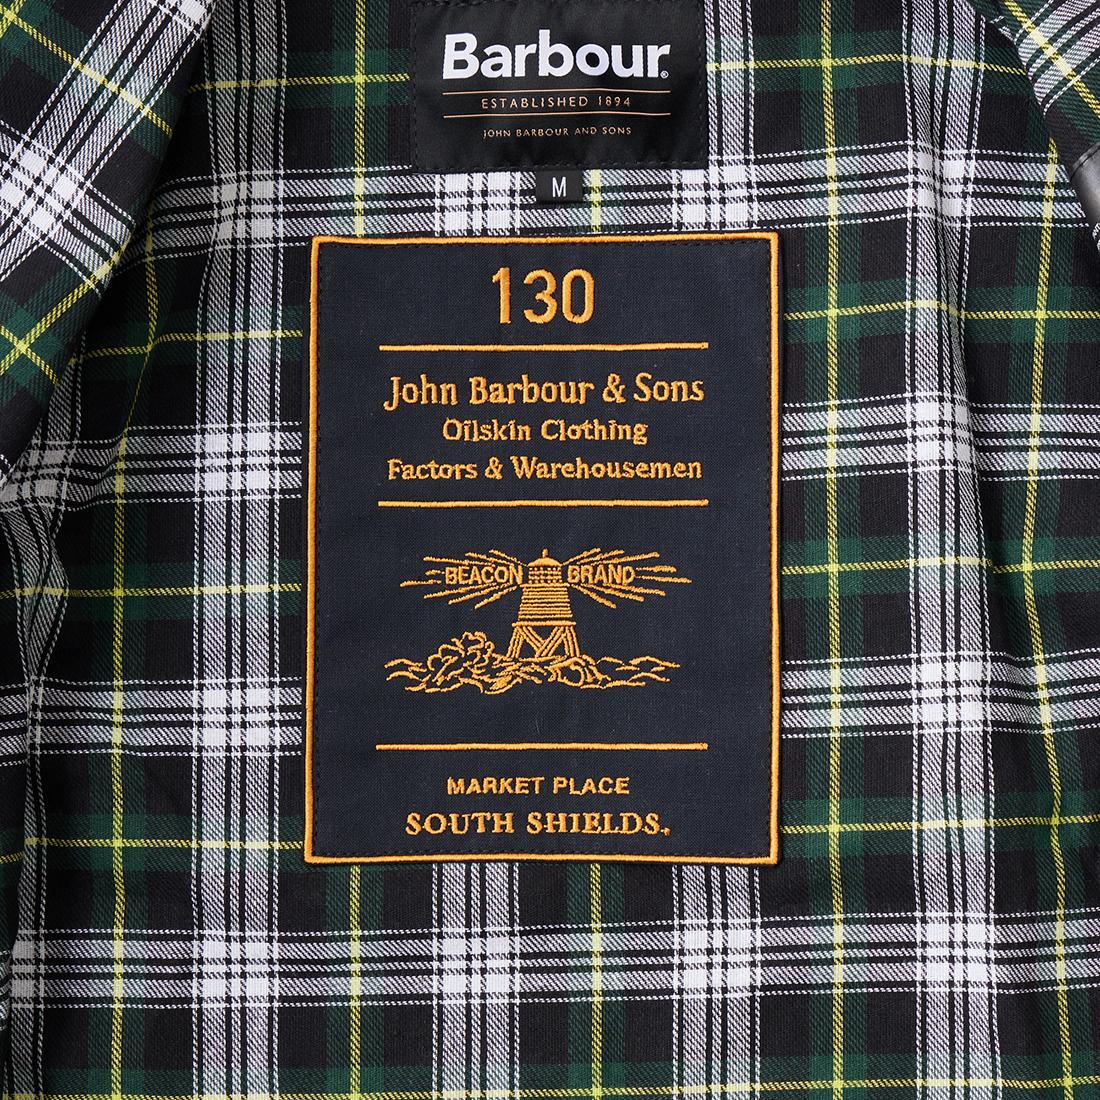 Barbour®
ESTABLISHED 1894
JOHN BARBOUR AND SONS
M
130
John Barbour & Sons
Oilskin Clothing
Factors & Warehousemen
BEACON BRAND
MARKET PLACE
SOUTH SHIELDS.